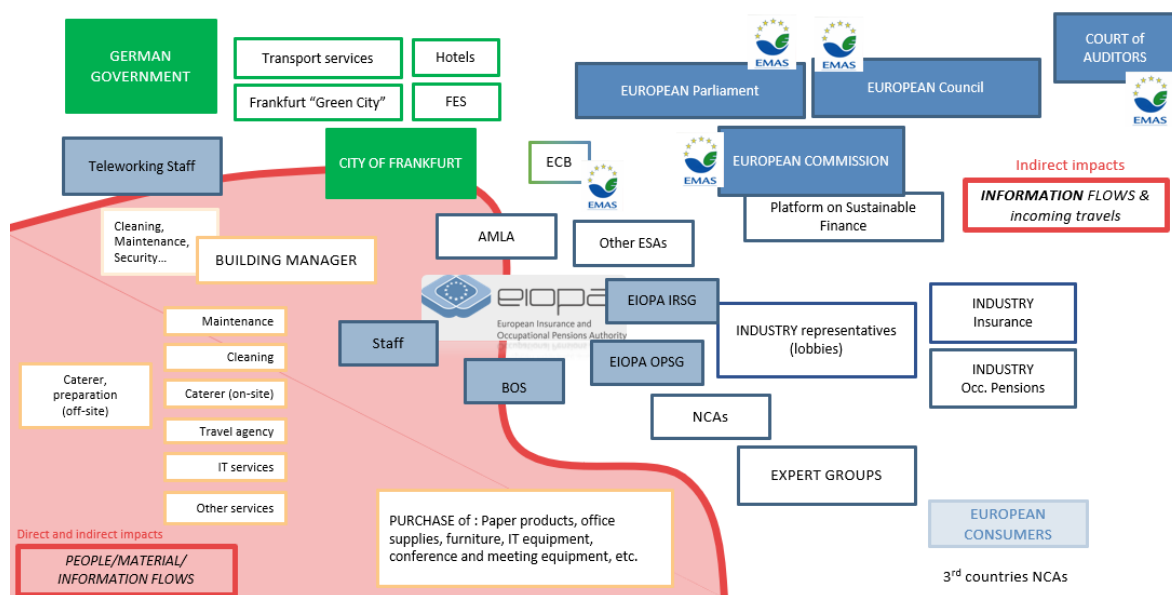 GERMAN
GOVERNMENT
Transport services
Hotels
Frankfurt “Green City”
FES
EMAS
EMAS
COURT of
AUDITORS
EMAS
EUROPEAN Parliament
EUROPEAN Council
Teleworking Staff
CITY OF FRANKFURT
ECB
EMAS
EMAS
EUROPEAN COMMISSION
Platform on Sustainable
Finance
Indirect impacts
INFORMATION FLOWS &
incoming travels
Cleaning,
Maintenance,
Security...
BUILDING MANAGER
AMLA
Other ESAs
eiopa
European Insurance and
Occupational Pensions Authority
EIOPA IRSG
INDUSTRY representatives
(lobbies)
INDUSTRY
Insurance
Maintenance
Staff
Cleaning
EIOPA OPSG
INDUSTRY
Occ. Pensions
Caterer,
preparation
(off-site)
Caterer (on-site)
BOS
Travel agency
NCAs
IT services
EXPERT GROUPS
Other services
PURCHASE of : Paper products, office
supplies, furniture, IT equipment,
conference and meeting equipment, etc.
EUROPEAN
CONSUMERS
Direct and indirect impacts
PEOPLE/MATERIAL/
INFORMATION FLOWS
3rd countries NCAs